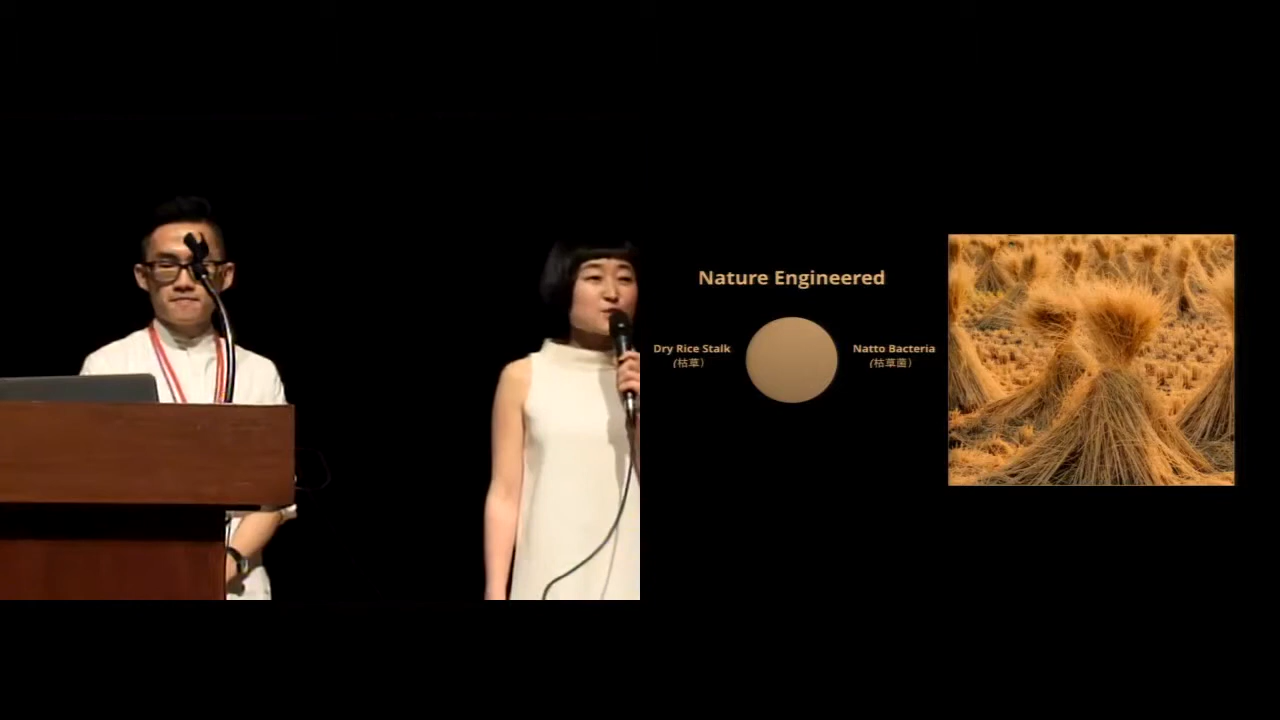 Nature Engineered
Dry Rice Stalk
(枯草)
Natto Bacteria
(枯草菌)